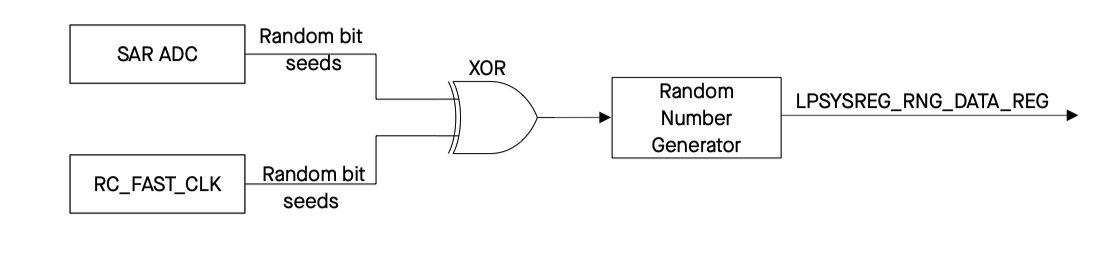 SAR ADC
Random bit
seeds
XOR
Random
Number
Generator
LPSYSREG_RNG_DATA_REG
RC_FAST_CLK
Random bit
seeds